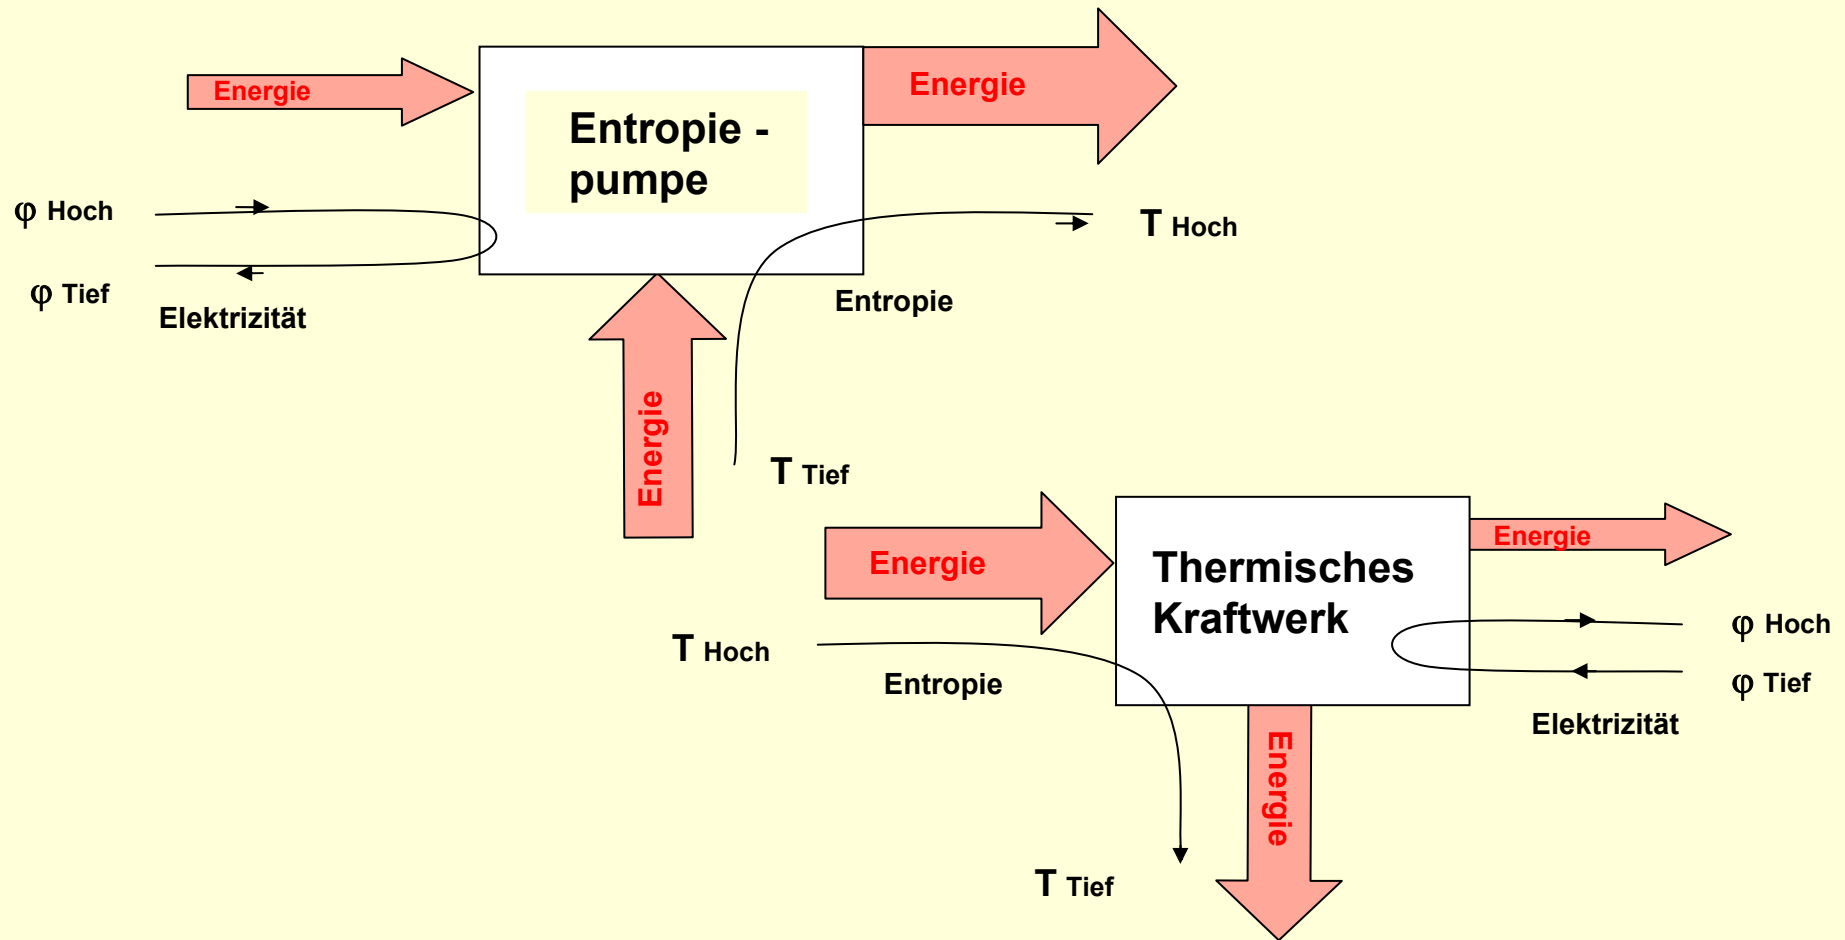 Energie
Entropie -
pumpe
Energie
φ Hoch
φ Tief
Elektrizität
T Hoch
Entropie
Energie
T Tief
Energie
Thermisches
Kraftwerk
Energie
T Hoch
Entropie
φ Hoch
φ Tief
Elektrizität
Energie
T Tief